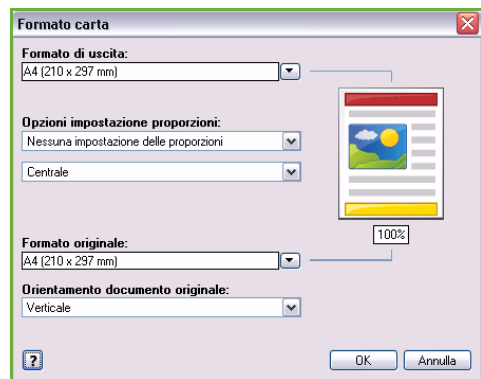 Formato carta
Formato di uscita:
A4 (210 x 297 mm)
Opzioni impostazione proporzioni:
Nessuna impostazione delle proporzioni
Centrale
100%
Formato originale:
A4 (210 x 297 mm)
Orientamento documento originale:
Verticale
?
OK
Annulla